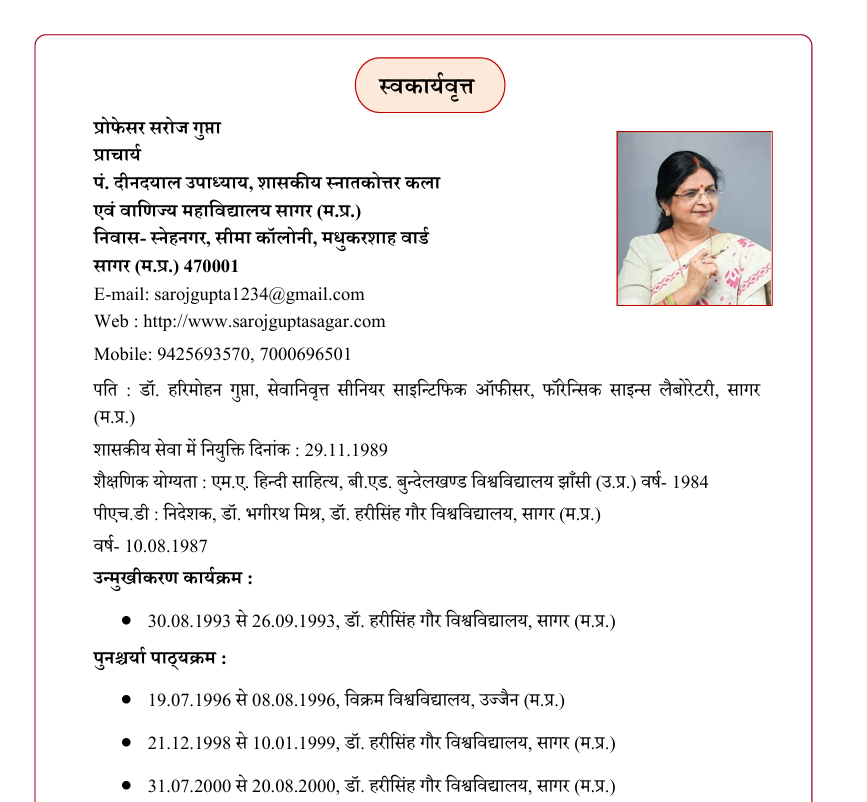 स्वकार्यवृत्त
प्रोफेसर सरोज गुप्ता
प्राचार्य
पं. दीनदयाल उपाध्याय, शासकीय स्नातकोत्तर कला
एवं वाणिज्य महाविद्यालय सागर (म.प्र.)
निवास- स्नेहनगर, सीमा कॉलोनी, मधुकरशाह वार्ड
सागर (म.प्र.) 470001
E-mail: sarojgupta1234@gmail.com
Web : http://www.sarojguptasagar.com
Mobile: 9425693570, 7000696501
पति : डॉ. हरिमोहन गुप्ता, सेवानिवृत्त सीनियर साइन्टिफिक ऑफीसर, फॉरेन्सिक साइन्स लैबोरेटरी, सागर
(म.प्र.)
शासकीय सेवा में नियुक्ति दिनांक : 29.11.1989
शैक्षणिक योग्यता : एम.ए. हिन्दी साहित्य, बी.एड. बुन्देलखण्ड विश्वविद्यालय झाँसी (उ.प्र.) वर्ष- 1984
पीएच.डी : निदेशक, डॉ. भगीरथ मिश्र, डॉ. हरीसिंह गौर विश्वविद्यालय, सागर (म.प्र.)
वर्ष- 10.08.1987
उन्मुखीकरण कार्यक्रम :
● 30.08.1993 से 26.09.1993, डॉ. हरीसिंह गौर विश्वविद्यालय, सागर (म.प्र.)
पुनश्चर्या पाठ्यक्रम :
● 19.07.1996 से 08.08.1996, विक्रम विश्वविद्यालय, उज्जैन (म.प्र.)
● 21.12.1998 से 10.01.1999, डॉ. हरीसिंह गौर विश्वविद्यालय, सागर (म.प्र.)
● 31.07.2000 से 20.08.2000, डॉ. हरीसिंह गौर विश्वविद्यालय, सागर (म.प्र.)